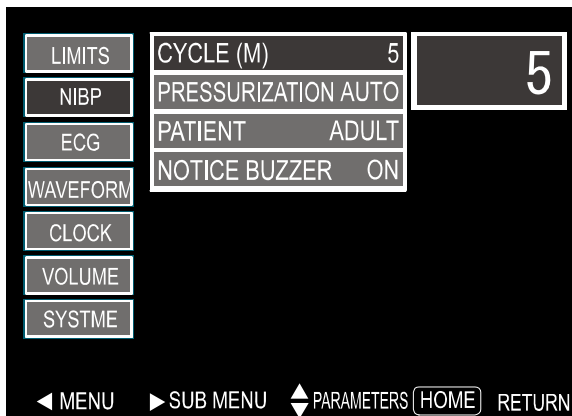 LIMITS
NIBP
ECG
WAVEFORM
CLOCK
VOLUME
SYSTME
CYCLE (M) 5
PRESSURIZATION AUTO
PATIENT ADULT
NOTICE BUZZER ON
5
MENU SUB MENU PARAMETERS HOME RETURN